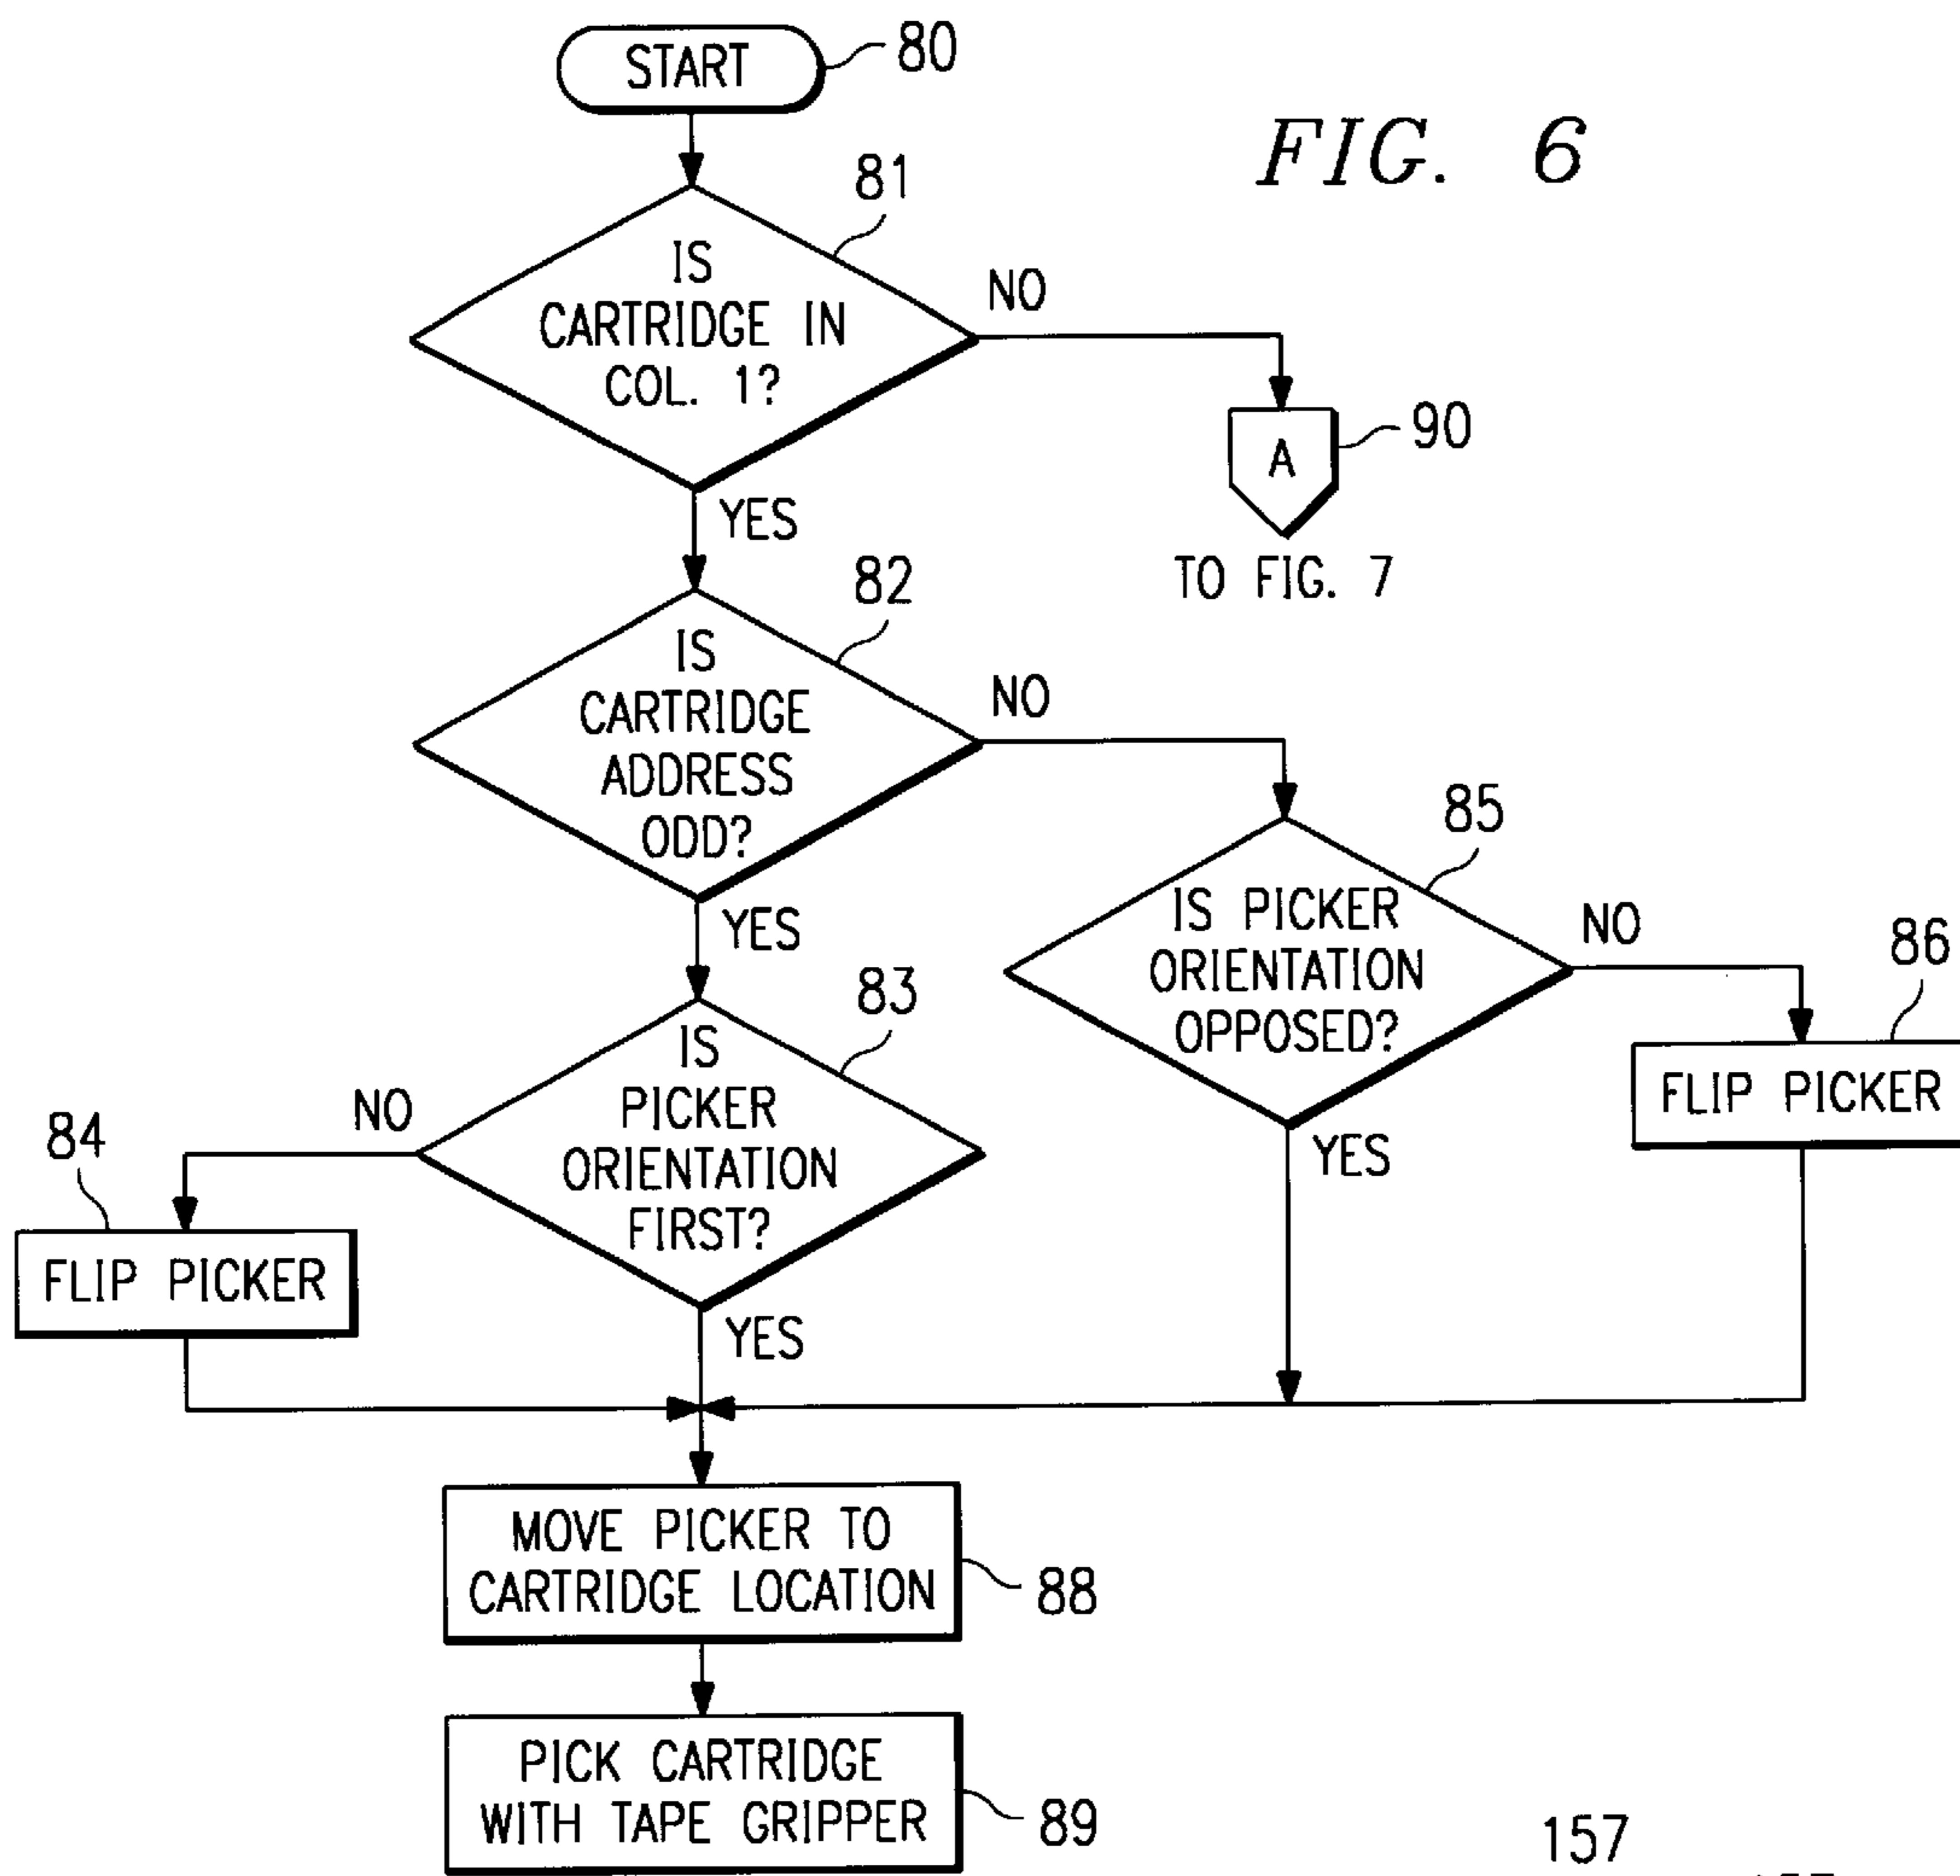 START
80
FIG. 6
81
IS
CARTRIDGE IN
COL. 1?
NO
A
90
TO FIG. 7
YES
82
IS
CARTRIDGE
ADDRESS
ODD?
NO
85
IS PICKER
ORIENTATION
OPPOSED?
NO
86
FLIP PICKER
YES
YES
83
IS
PICKER
ORIENTATION
FIRST?
NO
84
FLIP PICKER
YES
MOVE PICKER TO
CARTRIDGE LOCATION
88
PICK CARTRIDGE
WITH TAPE GRIPPER
89
157